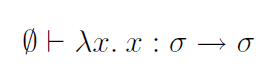 ∅ ⊢ λx. x : σ → σ